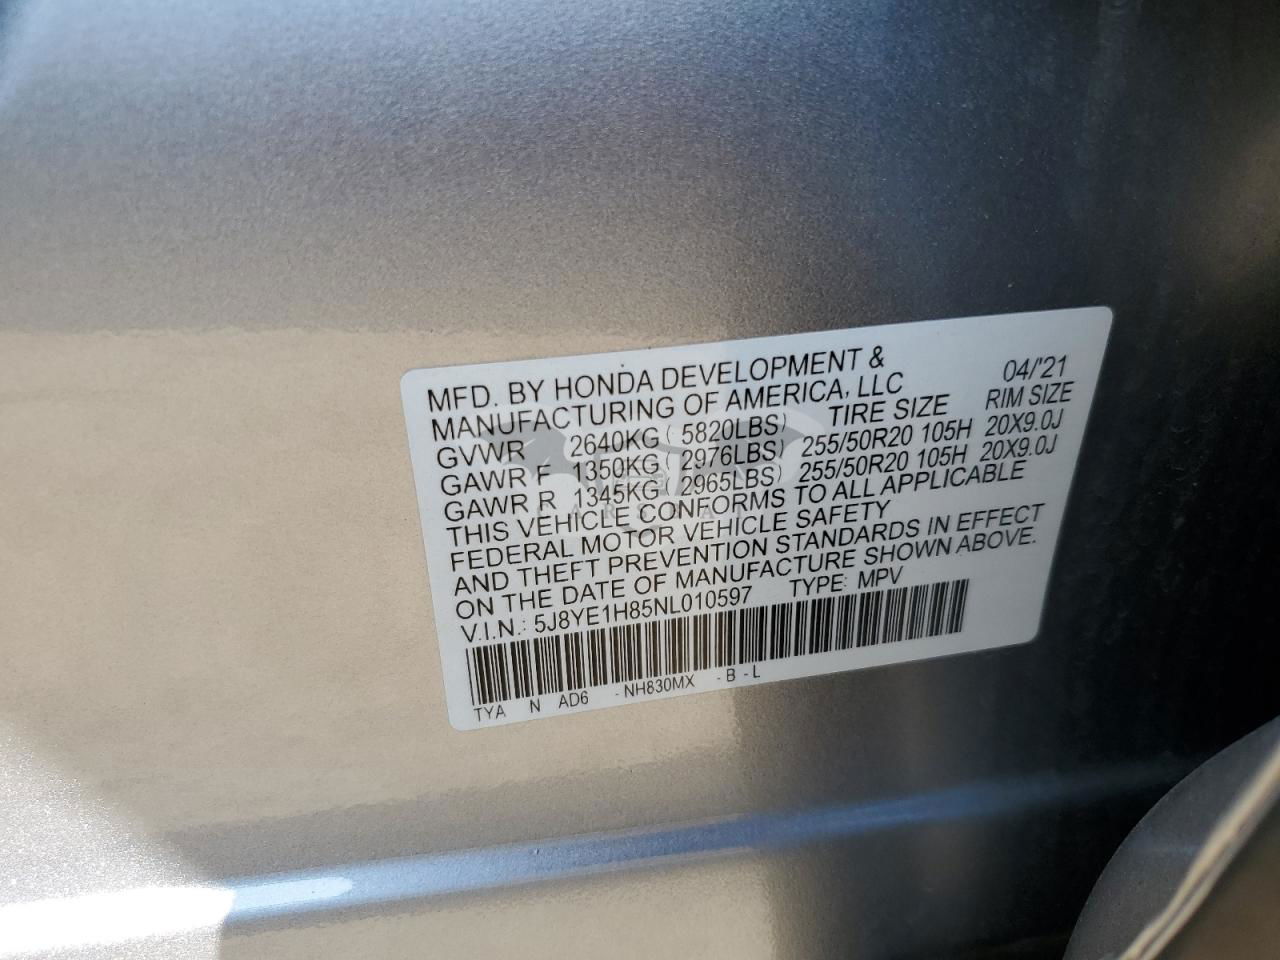 MFD. BY HONDA DEVELOPMENT & 04/'21
MANUFACTURING OF AMERICA, LLC TIRE SIZE RIM SIZE
GVWR 2640KG ( 5820LBS)
GAWR F 1350KG ( 2976LBS) 255/50R20 105H 20X9.0J
GAWR R 1345KG ( 2965LBS) 255/50R20 105H 20X9.0J
THIS VEHICLE CONFORMS TO ALL APPLICABLE
FEDERAL MOTOR VEHICLE SAFETY
AND THEFT PREVENTION STANDARDS IN EFFECT
ON THE DATE OF MANUFACTURE SHOWN ABOVE.
V.I.N.: 5J8YE1H85NL010597 TYPE: MPV
TYA N AD6 - NH830MX - B - L